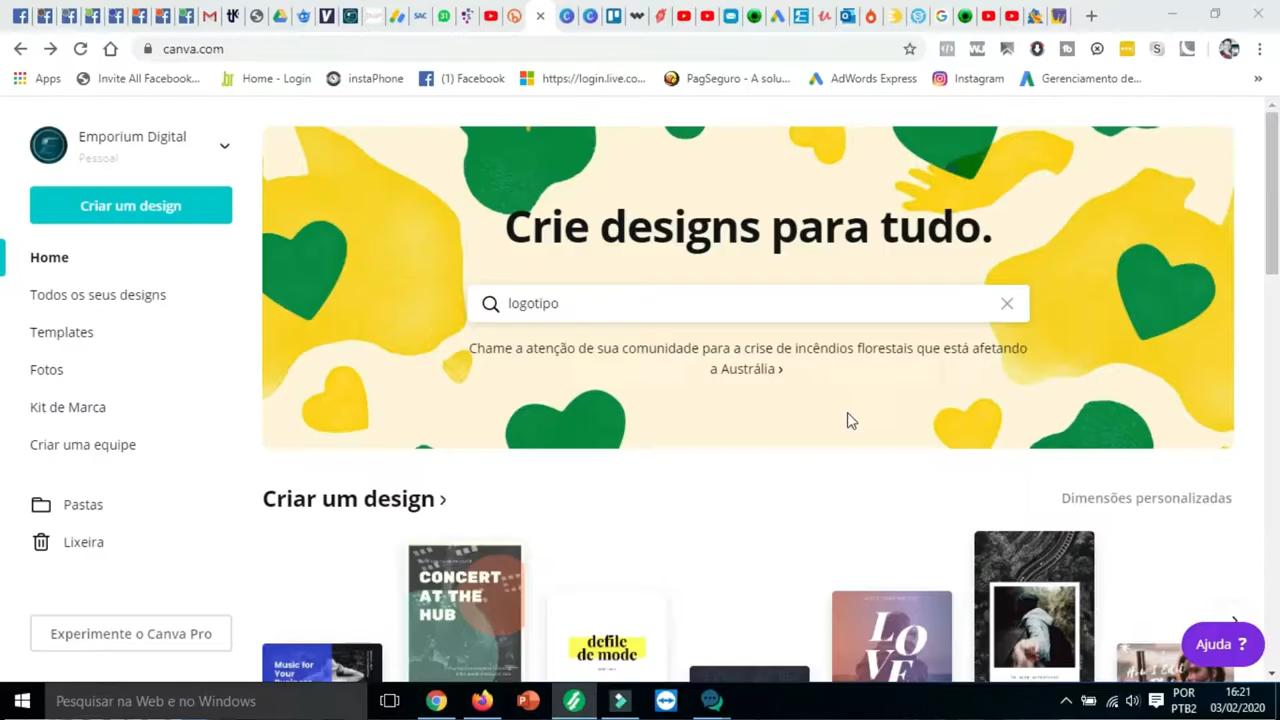 canva.com
Apps
Invite All Facebook...
Home - Login
instaPhone
(1) Facebook
https://login.live.co...
PagSeguro - A solu...
AdWords Express
Instagram
Gerenciamento de...
»
Emporium Digital
Pessoal
Criar um design
Home
Todos os seus designs
Templates
Fotos
Kit de Marca
Criar uma equipe
Pastas
Lixeira
Experimente o Canva Pro
Crie designs para tudo.
logotipo
Chame a atenção de sua comunidade para a crise de incêndios florestais que está afetando
a Austrália ›
Criar um design ›
Dimensões personalizadas
CONCERT
AT THE
HUB
defile
de mode
LO
VE
Music for
Your
Ajuda ?
Pesquisar na Web e no Windows
POR
PTB2
16:21
03/02/2020